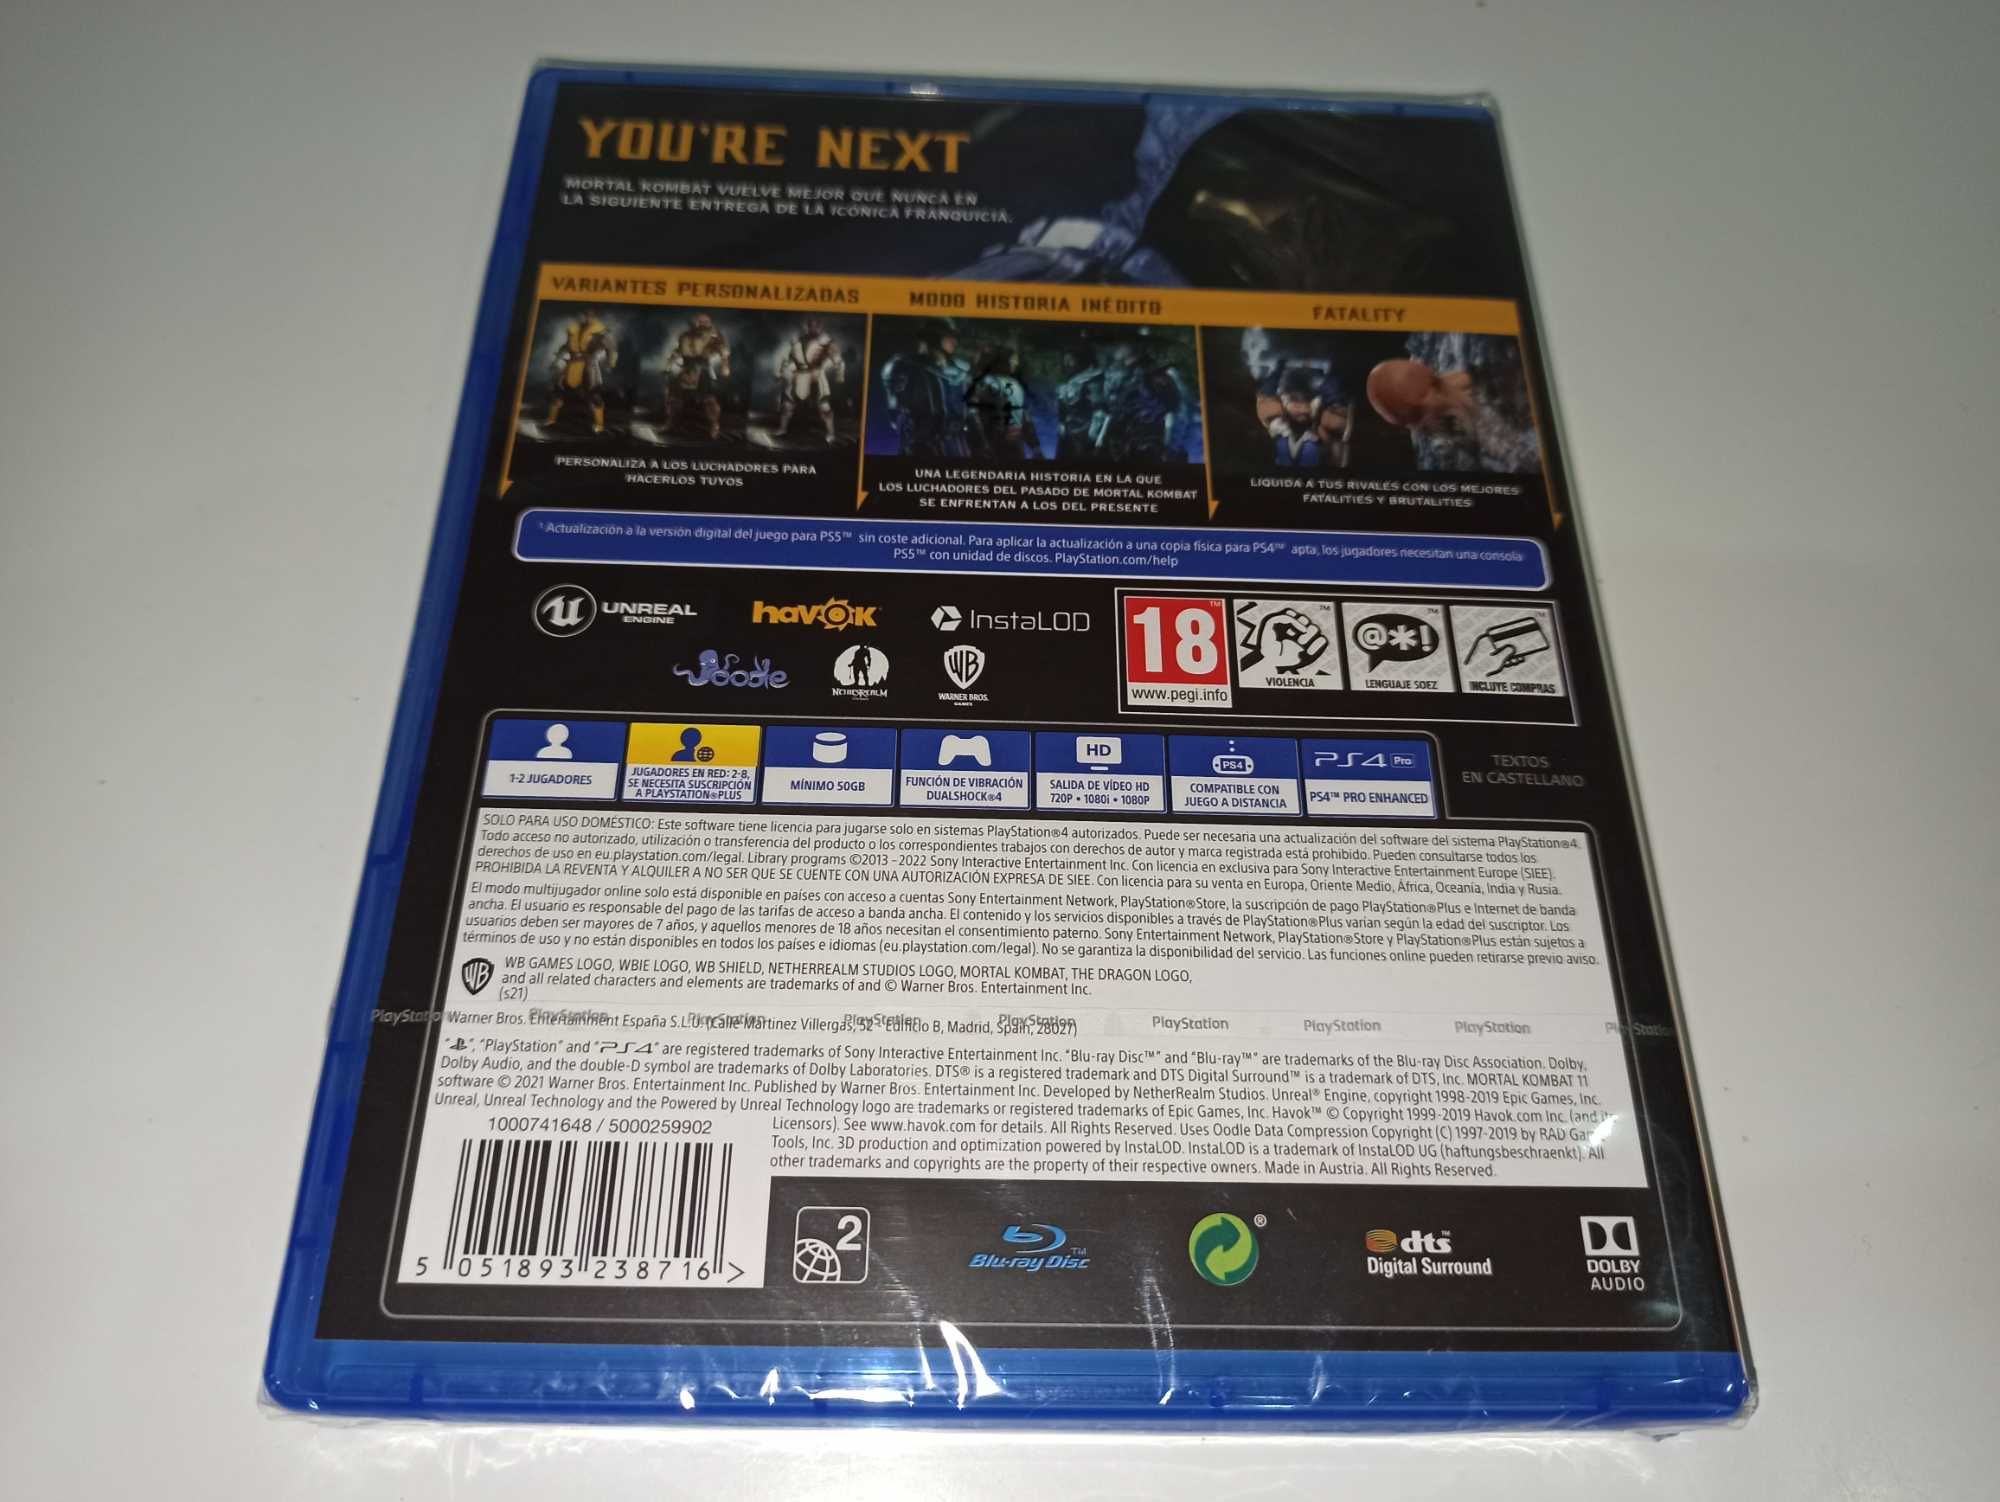 YOU'RE NEXT
MORTAL KOMBAT VUELVE MEJOR QUE NUNCA EN
LA SIGUIENTE ENTREGA DE LA ICÓNICA FRANQUICIA.
VARIANTES PERSONALIZADAS
MODO HISTORIA INÉDITO
FATALITY
PERSONALIZA A LOS LUCHADORES PARA
HACERLOS TUYOS
UNA LEGENDARIA HISTORIA EN LA QUE
LOS LUCHADORES DEL PASADO DE MORTAL KOMBAT
SE ENFRENTAN A LOS DEL PRESENTE
LIQUIDA A TUS RIVALES CON LOS MEJORES
FATALITIES Y BRUTALITIES
¹ Actualización a la versión digital del juego para PS5™ sin coste adicional. Para aplicar la actualización a una copia física para PS4™ apta, los jugadores necesitan una consola
PS5™ con unidad de discos. PlayStation.com/help
UNREAL
ENGINE
havok
InstaLOD
oodle
NETHERREALM
WB
WARNER BROS.
GAMES
18
www.pegi.info
VIOLENCIA
@*!
LENGUAJE SOEZ
INCLUYE COMPRAS
1-2 JUGADORES
JUGADORES EN RED: 2-8,
SE NECESITA SUSCRIPCIÓN
A PLAYSTATION®PLUS
MÍNIMO 50GB
FUNCIÓN DE VIBRACIÓN
DUALSHOCK®4
HD
SALIDA DE VÍDEO HD
720P • 1080i • 1080P
PS4
COMPATIBLE CON
JUEGO A DISTANCIA
PS4 Pro
PS4™ PRO ENHANCED
TEXTOS
EN CASTELLANO
SOLO PARA USO DOMÉSTICO: Este software tiene licencia para jugarse solo en sistemas PlayStation®4 autorizados. Puede ser necesaria una actualización del software del sistema PlayStation®4.
Todo acceso no autorizado, utilización o transferencia del producto o los correspondientes trabajos con derechos de autor y marca registrada está prohibido. Pueden consultarse todos los
derechos de uso en eu.playstation.com/legal. Library programs ©2013-2022 Sony Interactive Entertainment Inc. Con licencia en exclusiva para Sony Interactive Entertainment Europe (SIEE).
PROHIBIDA LA REVENTA Y ALQUILER A NO SER QUE SE CUENTE CON UNA AUTORIZACIÓN EXPRESA DE SIEE. Con licencia para su venta en Europa, Oriente Medio, África, Oceanía, India y Rusia.
El modo multijugador online solo está disponible en países con acceso a cuentas Sony Entertainment Network, PlayStation®Store, la suscripción de pago PlayStation®Plus e Internet de banda
ancha. El usuario es responsable del pago de las tarifas de acceso a banda ancha. El contenido y los servicios disponibles a través de PlayStation®Plus varían según la edad del suscriptor. Los
usuarios deben ser mayores de 7 años, y aquellos menores de 18 años necesitan el consentimiento paterno. Sony Entertainment Network, PlayStation®Store y PlayStation®Plus están sujetos a
términos de uso y no están disponibles en todos los países e idiomas (eu.playstation.com/legal). No se garantiza la disponibilidad del servicio. Las funciones online pueden retirarse previo aviso.
WB
WB GAMES LOGO, WBIE LOGO, WB SHIELD, NETHERREALM STUDIOS LOGO, MORTAL KOMBAT, THE DRAGON LOGO,
and all related characters and elements are trademarks of and © Warner Bros. Entertainment Inc.
(s21)
Warner Bros. Entertainment España S.L.U. (Calle Martinez Villergas, 52 - Edificio B, Madrid, Spain, 28027)
PlayStation PlayStation PlayStation PlayStation PlayStation PlayStation PlayStation PlayStation PlayStation
"", "PlayStation" and "PS4" are registered trademarks of Sony Interactive Entertainment Inc. "Blu-ray Disc™" and "Blu-ray™" are trademarks of the Blu-ray Disc Association. Dolby,
Dolby Audio, and the double-D symbol are trademarks of Dolby Laboratories. DTS® is a registered trademark and DTS Digital Surround™ is a trademark of DTS, Inc. MORTAL KOMBAT 11
software © 2021 Warner Bros. Entertainment Inc. Published by Warner Bros. Entertainment Inc. Developed by NetherRealm Studios. Unreal® Engine, copyright 1998-2019 Epic Games, Inc.
Unreal, Unreal Technology and the Powered by Unreal Technology logo are trademarks or registered trademarks of Epic Games, Inc. Havok™ © Copyright 1999-2019 Havok.com Inc. (and its
Licensors). See www.havok.com for details. All Rights Reserved. Uses Oodle Data Compression Copyright (C) 1997-2019 by RAD Game
Tools, Inc. 3D production and optimization powered by InstaLOD. InstaLOD is a trademark of InstaLOD UG (haftungsbeschraenkt). All
other trademarks and copyrights are the property of their respective owners. Made in Austria. All Rights Reserved.
1000741648 / 5000259902
5 051893 238716 >
2
Blu-ray Disc™
®
dts
Digital Surround
DOLBY
AUDIO